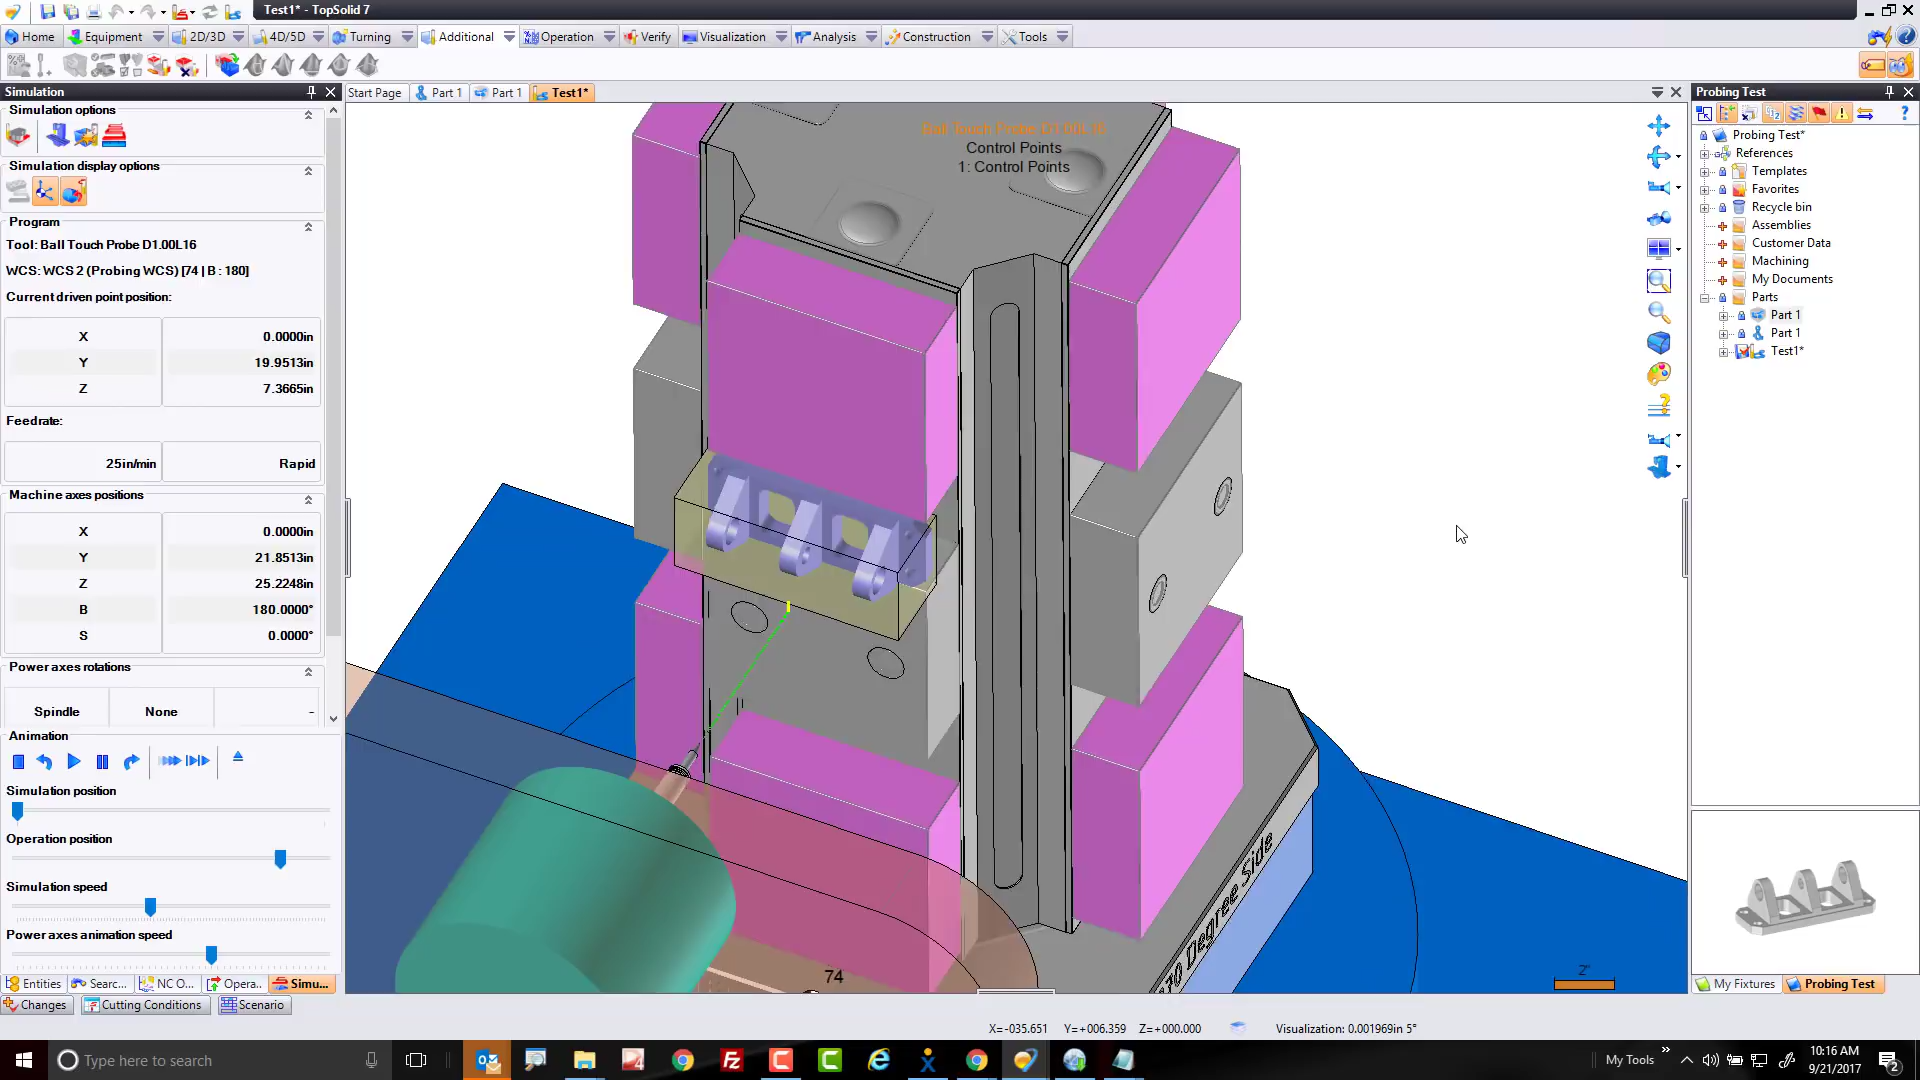 Test1* - TopSolid 7
Home Equipment 2D/3D 4D/5D Turning Additional Operation Verify Visualization Analysis Construction Tools
Simulation
Start Page Part 1 Part 1 Test1*
Probing Test
Simulation options
Simulation display options
Program
Tool: Ball Touch Probe D1.00L16
WCS: WCS 2 (Probing WCS) [74 | B : 180]
Current driven point position:
X 0.0000in
Y 19.9513in
Z 7.3665in
Feedrate:
25in/min Rapid
Machine axes positions
X 0.0000in
Y 21.8513in
Z 25.2248in
B 180.0000°
S 0.0000°
Power axes rotations
Spindle None -
Animation
Simulation position
Operation position
Simulation speed
Power axes animation speed
Entities Searc... NC O... Opera.. Simu...
Changes Cutting Conditions Scenario
Ball Touch Probe D1.00L16
Control Points
1: Control Points
74
270 Degree Side
2"
Probing Test*
References
Templates
Favorites
Recycle bin
Assemblies
Customer Data
Machining
My Documents
Parts
Part 1
Part 1
Test1*
My Fixtures Probing Test
X=-035.651 Y=+006.359 Z=+000.000 Visualization: 0.001969in 5°
Type here to search
My Tools
10:16 AM
9/21/2017
2